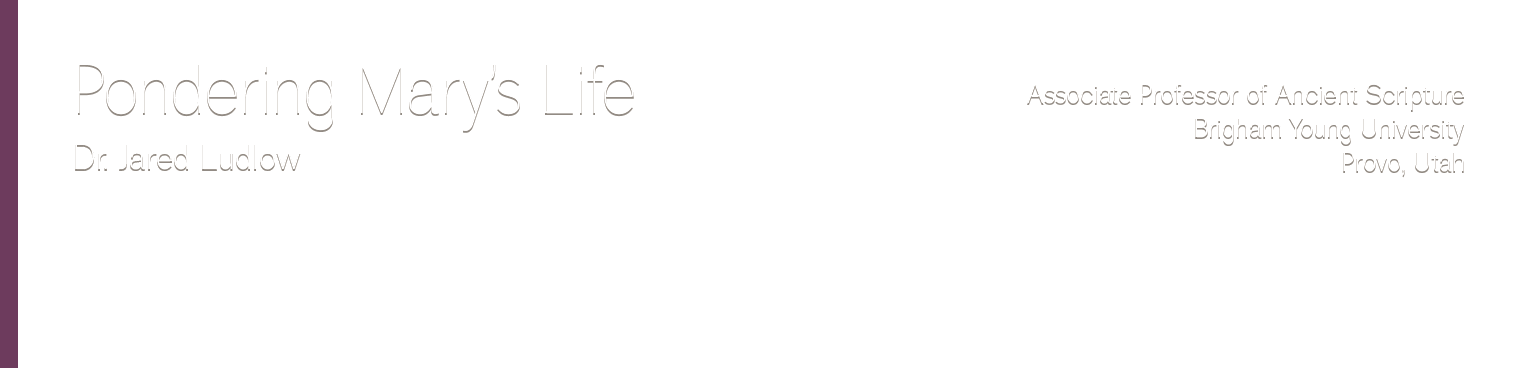 Pondering Mary’s Life
Dr. Jared Ludlow
Associate Professor of Ancient Scripture
Brigham Young University
Provo, Utah